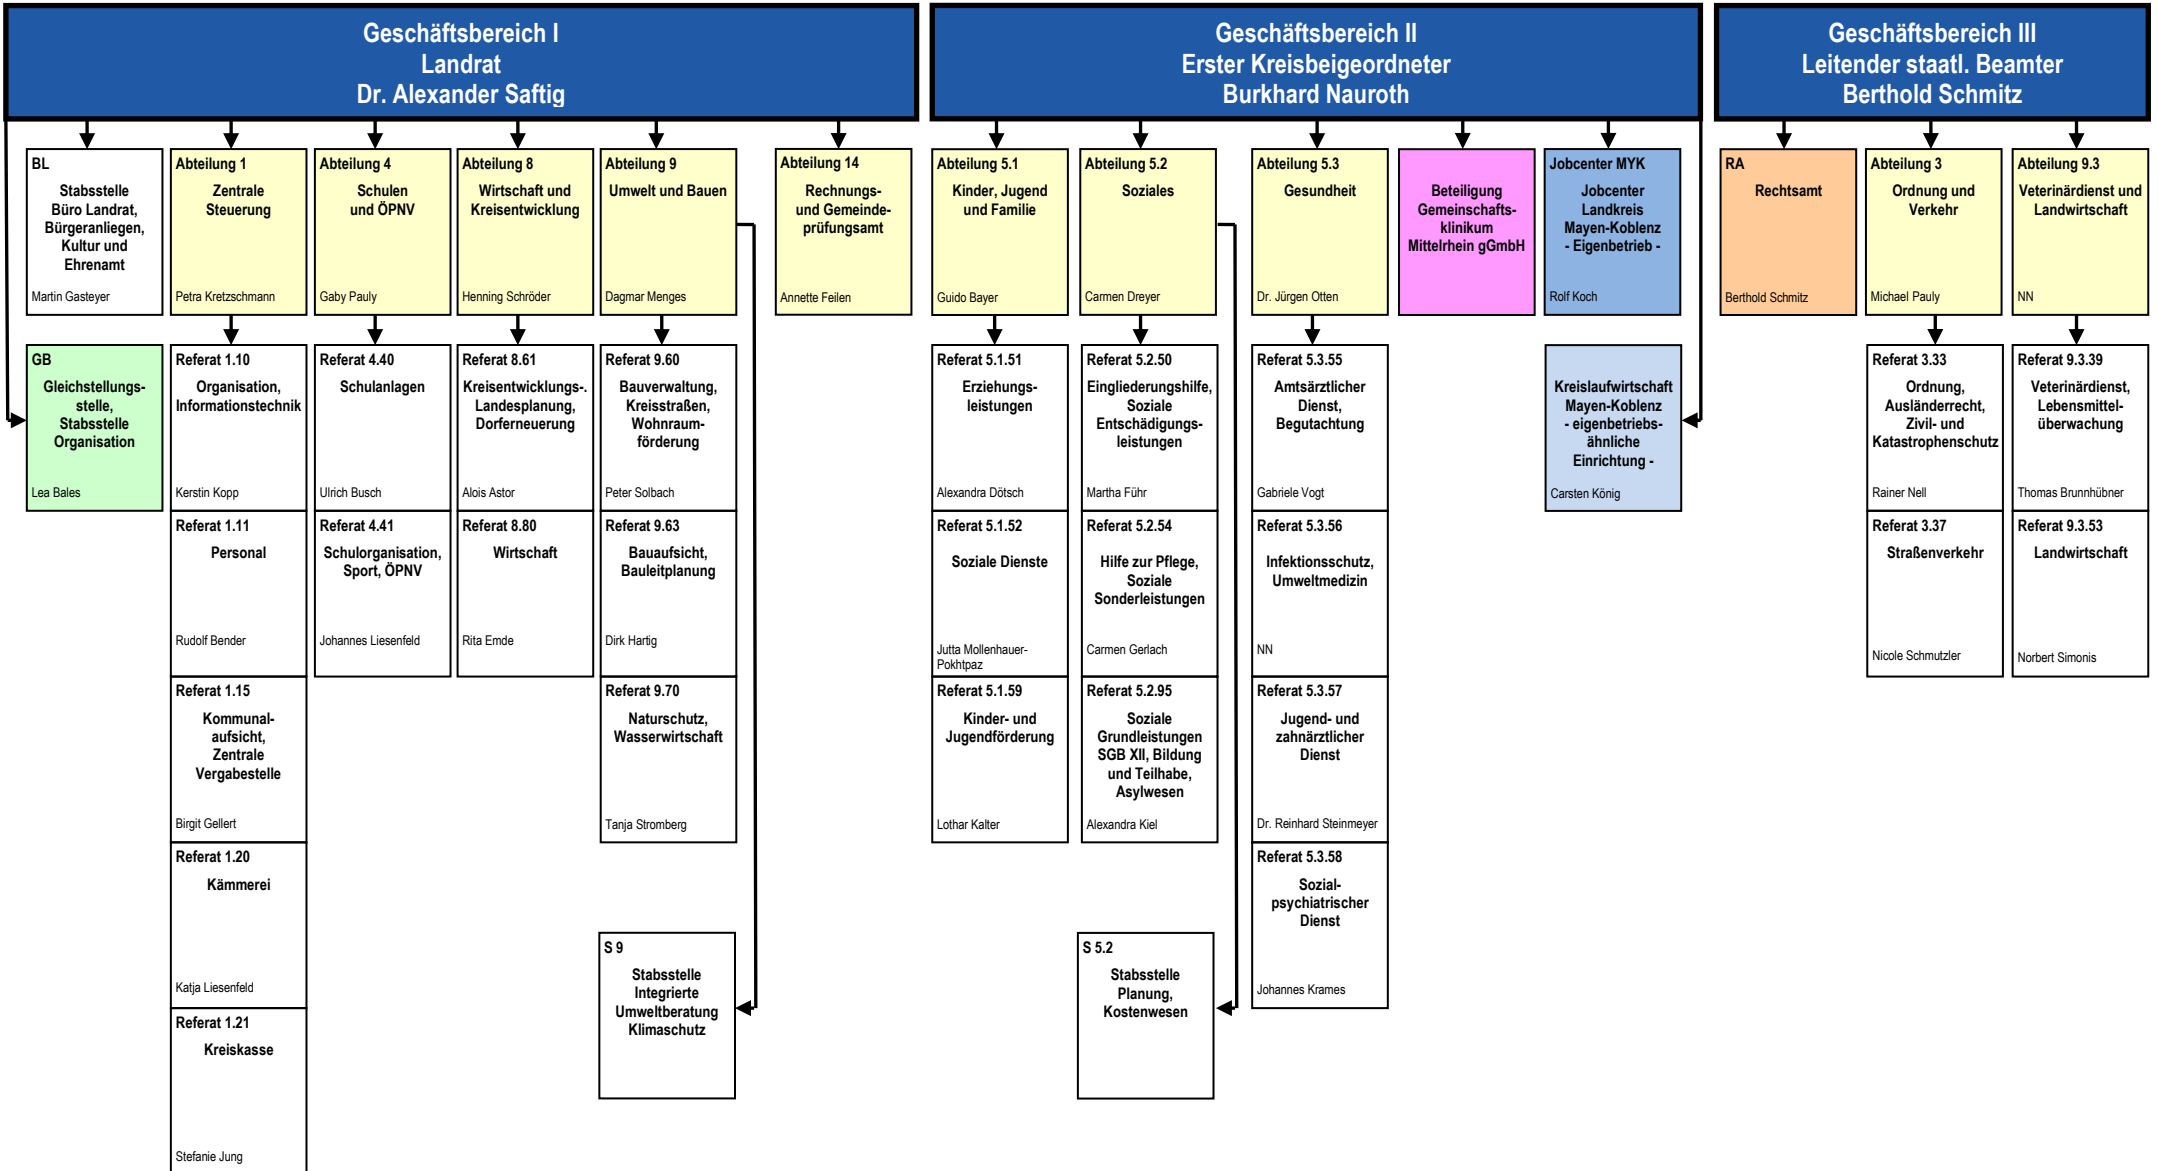 Geschäftsbereich I
Landrat
Dr. Alexander Saftig
Geschäftsbereich II
Erster Kreisbeigeordneter
Burkhard Nauroth
Geschäftsbereich III
Leitender staatl. Beamter
Berthold Schmitz
BL
Stabsstelle
Büro Landrat,
Bürgeranliegen,
Kultur und
Ehrenamt
Martin Gasteyer
Abteilung 1
Zentrale
Steuerung
Petra Kretzschmann
Abteilung 4
Schulen
und ÖPNV
Gaby Pauly
Abteilung 8
Wirtschaft und
Kreisentwicklung
Henning Schröder
Abteilung 9
Umwelt und Bauen
Dagmar Menges
Abteilung 14
Rechnungs-
und Gemeinde-
prüfungsamt
Annette Feilen
Abteilung 5.1
Kinder, Jugend
und Familie
Guido Bayer
Abteilung 5.2
Soziales
Carmen Dreyer
Abteilung 5.3
Gesundheit
Dr. Jürgen Otten
Beteiligung
Gemeinschafts-
klinikum
Mittelrhein gGmbH
Jobcenter MYK
Jobcenter
Landkreis
Mayen-Koblenz
- Eigenbetrieb -
Rolf Koch
RA
Rechtsamt
Berthold Schmitz
Abteilung 3
Ordnung und
Verkehr
Michael Pauly
Abteilung 9.3
Veterinärdienst und
Landwirtschaft
NN
GB
Gleichstellungs-
stelle,
Stabsstelle
Organisation
Lea Bales
Referat 1.10
Organisation,
Informationstechnik
Kerstin Kopp
Referat 4.40
Schulanlagen
Ulrich Busch
Referat 8.61
Kreisentwicklungs-.
Landesplanung,
Dorferneuerung
Alois Astor
Referat 9.60
Bauverwaltung,
Kreisstraßen,
Wohnraum-
förderung
Peter Solbach
Referat 5.1.51
Erziehungs-
leistungen
Alexandra Dötsch
Referat 5.2.50
Eingliederungshilfe,
Soziale
Entschädigungs-
leistungen
Martha Führ
Referat 5.3.55
Amtsärztlicher
Dienst,
Begutachtung
Gabriele Vogt
Kreislaufwirtschaft
Mayen-Koblenz
- eigenbetriebs-
ähnliche
Einrichtung -
Carsten König
Referat 3.33
Ordnung,
Ausländerrecht,
Zivil- und
Katastrophenschutz
Rainer Nell
Referat 9.3.39
Veterinärdienst,
Lebensmittel-
überwachung
Thomas Brunnhübner
Referat 1.11
Personal
Rudolf Bender
Referat 4.41
Schulorganisation,
Sport, ÖPNV
Johannes Liesenfeld
Referat 8.80
Wirtschaft
Rita Emde
Referat 9.63
Bauaufsicht,
Bauleitplanung
Dirk Hartig
Referat 5.1.52
Soziale Dienste
Jutta Mollenhauer-
Pokhtpaz
Referat 5.2.54
Hilfe zur Pflege,
Soziale
Sonderleistungen
Carmen Gerlach
Referat 5.3.56
Infektionsschutz,
Umweltmedizin
NN
Referat 3.37
Straßenverkehr
Nicole Schmutzler
Referat 9.3.53
Landwirtschaft
Norbert Simonis
Referat 1.15
Kommunal-
aufsicht,
Zentrale
Vergabestelle
Birgit Gellert
Referat 9.70
Naturschutz,
Wasserwirtschaft
Tanja Stromberg
Referat 5.1.59
Kinder- und
Jugendförderung
Lothar Kalter
Referat 5.2.95
Soziale
Grundleistungen
SGB XII, Bildung
und Teilhabe,
Asylwesen
Alexandra Kiel
Referat 5.3.57
Jugend- und
zahnärztlicher
Dienst
Dr. Reinhard Steinmeyer
Referat 1.20
Kämmerei
Katja Liesenfeld
Referat 5.3.58
Sozial-
psychiatrischer
Dienst
Johannes Krames
S 9
Stabsstelle
Integrierte
Umweltberatung
Klimaschutz
S 5.2
Stabsstelle
Planung,
Kostenwesen
Referat 1.21
Kreiskasse
Stefanie Jung